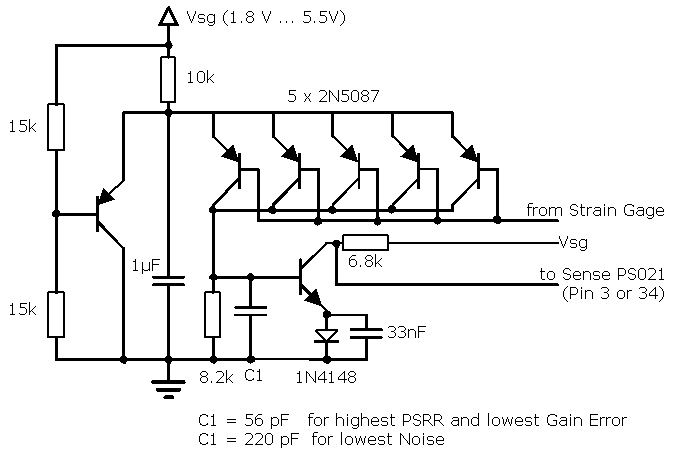 Vsg (1.8 V ... 5.5V)
10k
5 x 2N5087
15k
from Strain Gage
Vsg
6.8k
1µF
to Sense PS021
(Pin 3 or 34)
15k
33nF
8.2k
C1
1N4148
C1 = 56 pF for highest PSRR and lowest Gain Error
C1 = 220 pF for lowest Noise